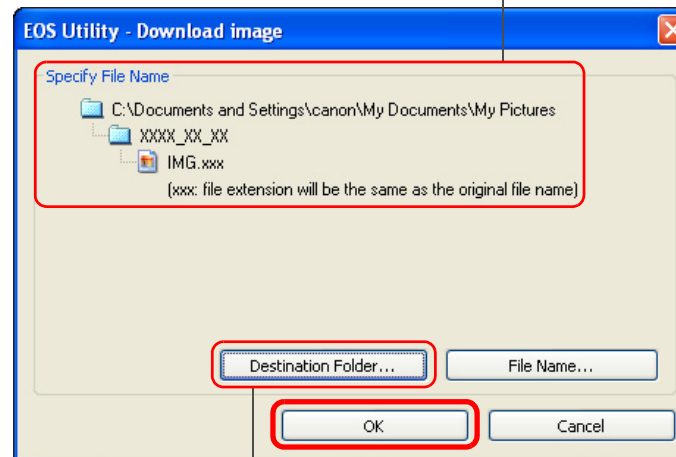 EOS Utility - Download image
Specify File Name
C:\Documents and Settings\canon\My Documents\My Pictures
XXXX_XX_XX
IMG.xxx
(xxx: file extension will be the same as the original file name)
Destination Folder... File Name...
OK Cancel